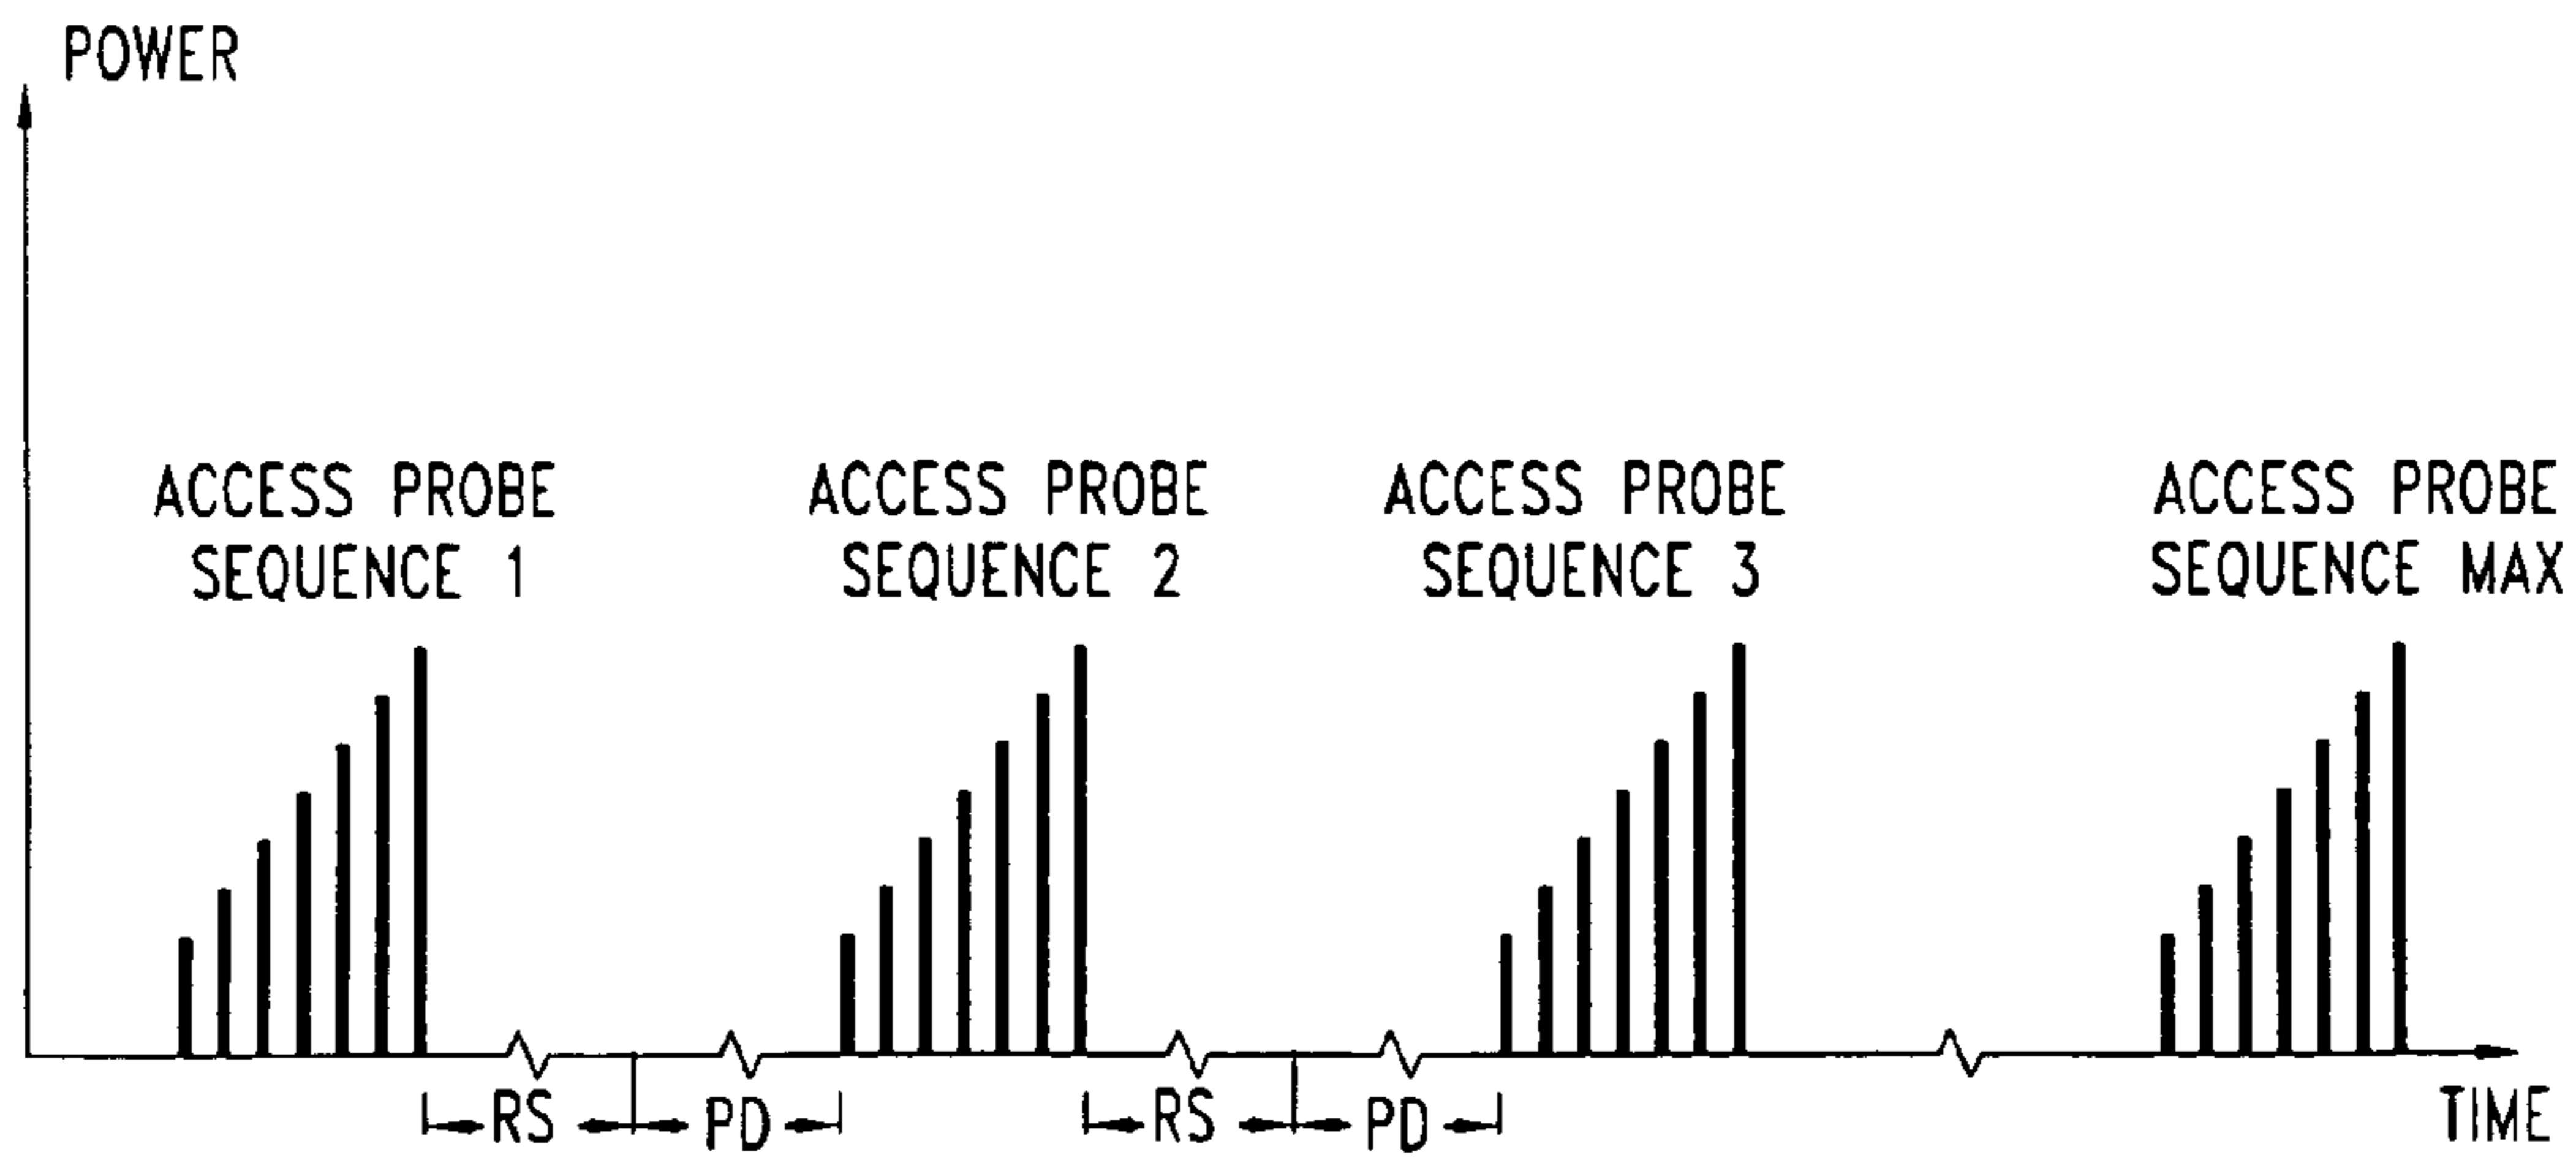 POWER
ACCESS PROBE
SEQUENCE 1
ACCESS PROBE
SEQUENCE 2
ACCESS PROBE
SEQUENCE 3
ACCESS PROBE
SEQUENCE MAX
RS
PD
RS
PD
TIME